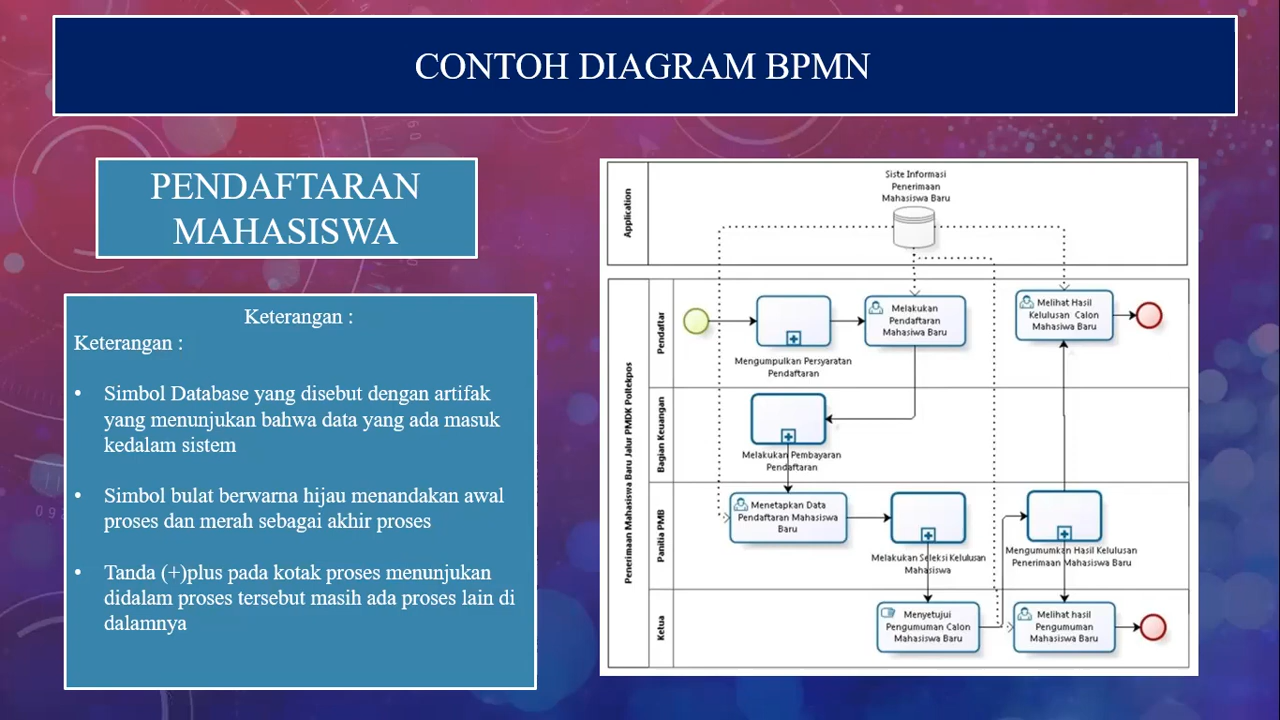 CONTOH DIAGRAM BPMN
PENDAFTARAN
MAHASISWA
Keterangan :
Keterangan :
• Simbol Database yang disebut dengan artifak
yang menunjukan bahwa data yang ada masuk
kedalam sistem
• Simbol bulat berwarna hijau menandakan awal
proses dan merah sebagai akhir proses
• Tanda (+)plus pada kotak proses menunjukan
didalam proses tersebut masih ada proses lain di
dalamnya
Application
Siste Informasi
Penerimaan
Mahasiswa Baru
Penerimaan Mahasiswa Baru Jalur PMDK Poltekpos
Pendaftar
Mengumpulkan Persyaratan
Pendaftaran
Melakukan
Pendaftaran
Mahasiwa Baru
Melihat Hasil
Kelulusan Calon
Mahasiswa Baru
Bagian Keuangan
Melakukan Pembayaran
Pendaftaran
Panitia PMB
Menetapkan Data
Pendaftaran Mahasiswa
Baru
Melakukan Seleksi Kelulusan
Mahasiswa
Mengumumkan Hasil Kelulusan
Penerimaan Mahasiswa Baru
Ketua
Menyetujui
Pengumuman Calon
Mahasiswa Baru
Melihat hasil
Pengumuman
Mahasiswa Baru